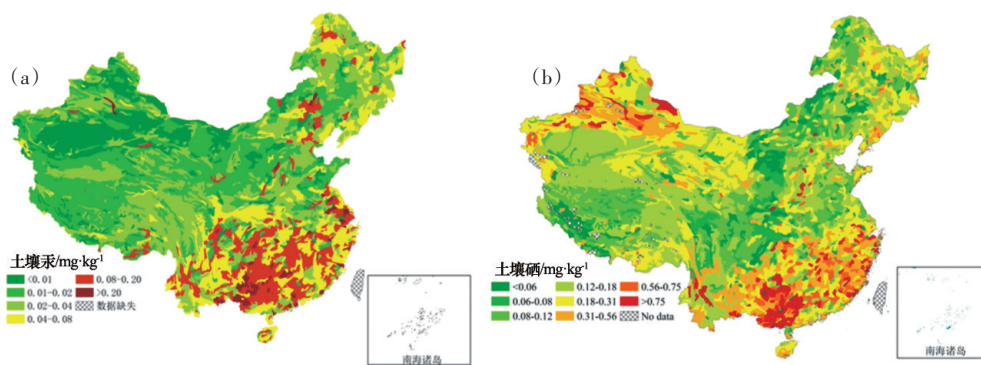 (a)
土壤汞/mg·kg⁻¹
<0.01
0.01-0.02
0.02-0.04
0.04-0.08
0.08-0.20
>0.20
数据缺失
南海诸岛
(b)
土壤硒/mg·kg⁻¹
<0.06
0.06-0.08
0.08-0.12
0.12-0.18
0.18-0.31
0.31-0.56
0.56-0.75
>0.75
No data
南海诸岛